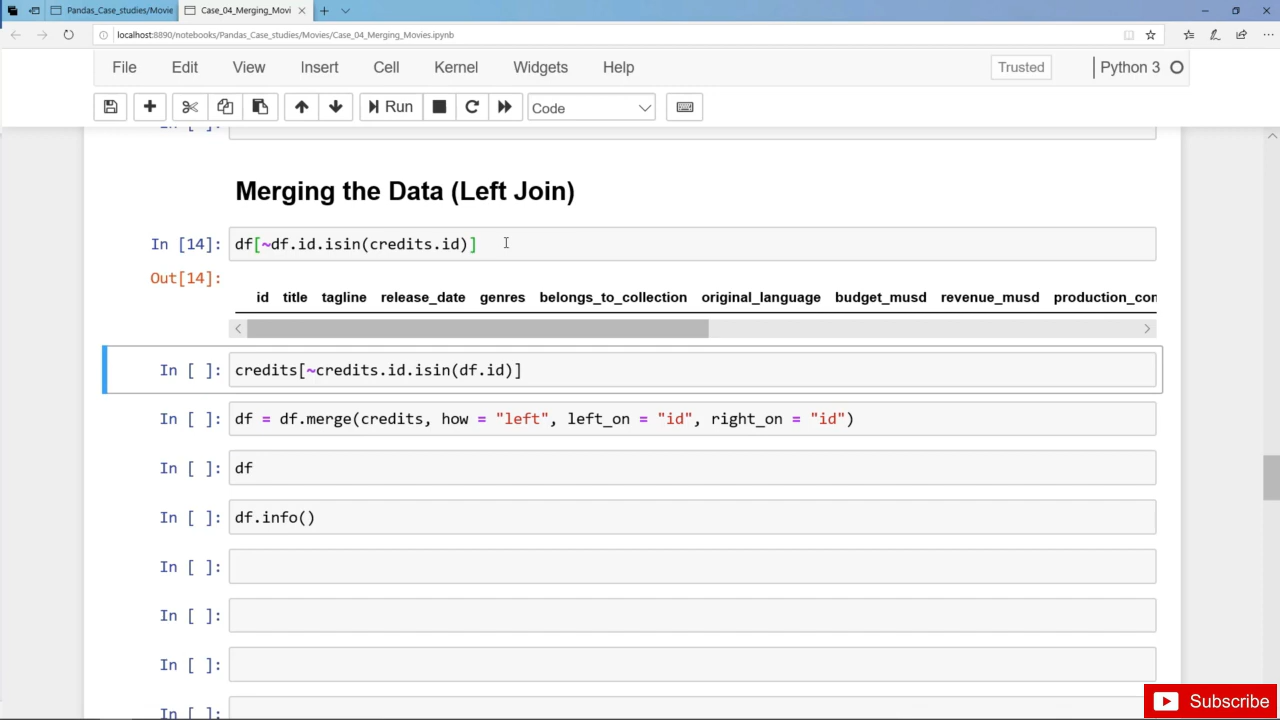 Pandas_Case_studies/Movie
Case_04_Merging_Movi
localhost:8890/notebooks/Pandas_Case_studies/Movies/Case_04_Merging_Movies.ipynb
File Edit View Insert Cell Kernel Widgets Help Trusted Python 3
Run Code
In [ ]:
Merging the Data (Left Join)
In [14]: df[~df.id.isin(credits.id)]
Out[14]:
id title tagline release_date genres belongs_to_collection original_language budget_musd revenue_musd production_con
In [ ]: credits[~credits.id.isin(df.id)]
In [ ]: df = df.merge(credits, how = "left", left_on = "id", right_on = "id")
In [ ]: df
In [ ]: df.info()
In [ ]:
In [ ]:
In [ ]:
In [ ]:
Subscribe